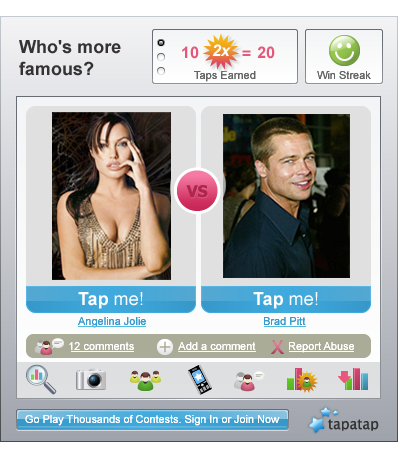 Who's more
famous?
10 2x = 20
Taps Earned
Win Streak
VS
Tap me!
Tap me!
Angelina Jolie
Brad Pitt
12 comments
Add a comment
Report Abuse
Go Play Thousands of Contests. Sign In or Join Now
tapatap